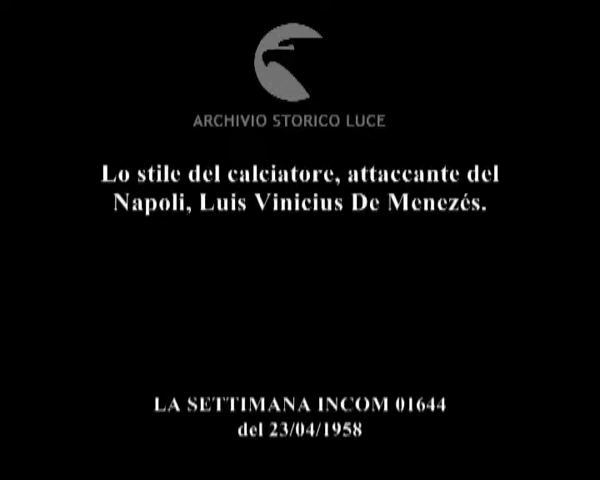 ARCHIVIO STORICO LUCE
Lo stile del calciatore, attaccante del
Napoli, Luis Vinicius De Menezés.
LA SETTIMANA INCOM 01644
del 23/04/1958